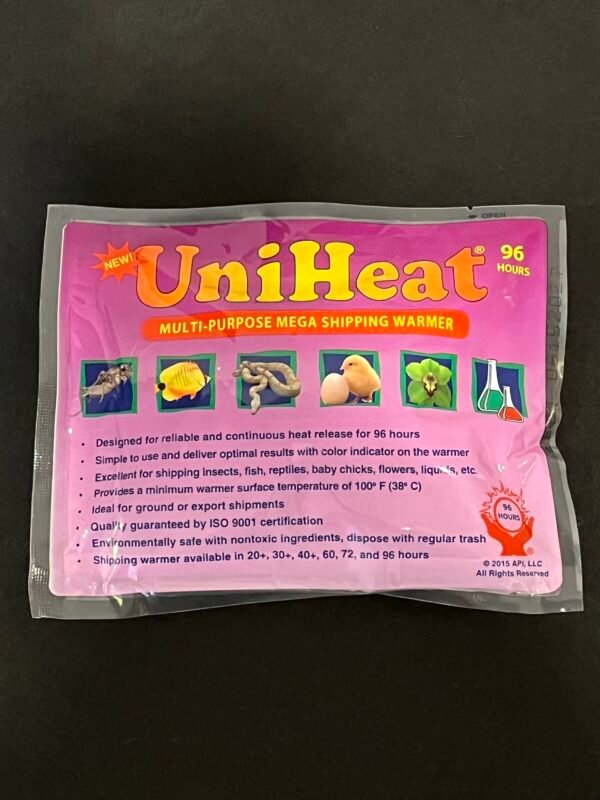 OPEN
NEW!
UniHeat®
96
HOURS
MULTI-PURPOSE MEGA SHIPPING WARMER
• Designed for reliable and continuous heat release for 96 hours
• Simple to use and deliver optimal results with color indicator on the warmer
• Excellent for shipping insects, fish, reptiles, baby chicks, flowers, liquids, etc.
• Provides a minimum warmer surface temperature of 100º F (38º C)
• Ideal for ground or export shipments
• Quality guaranteed by ISO 9001 certification
• Environmentally safe with nontoxic ingredients, dispose with regular trash
• Shipping warmer available in 20+, 30+, 40+, 60, 72, and 96 hours
96
HOURS
®
© 2015 API, LLC
All Rights Reserved